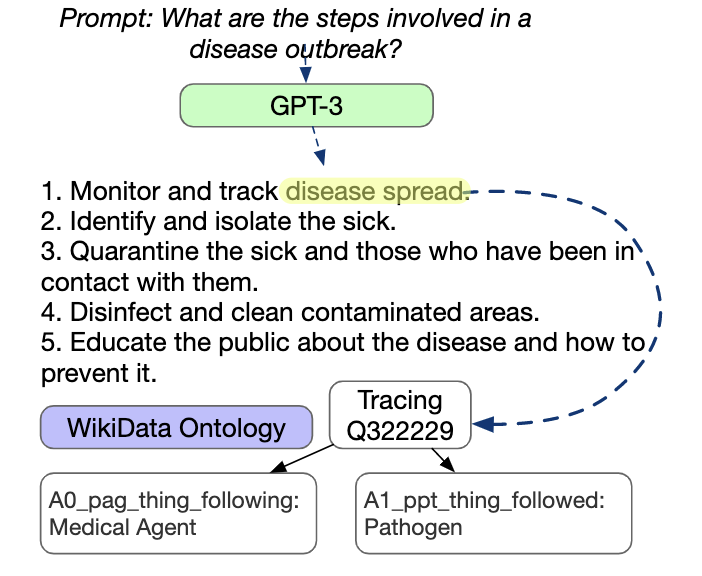 Prompt: What are the steps involved in a
disease outbreak?
GPT-3
1. Monitor and track disease spread.
2. Identify and isolate the sick.
3. Quarantine the sick and those who have been in
contact with them.
4. Disinfect and clean contaminated areas.
5. Educate the public about the disease and how to
prevent it.
Tracing
Q322229
WikiData Ontology
A0_pag_thing_following:
Medical Agent
A1_ppt_thing_followed:
Pathogen